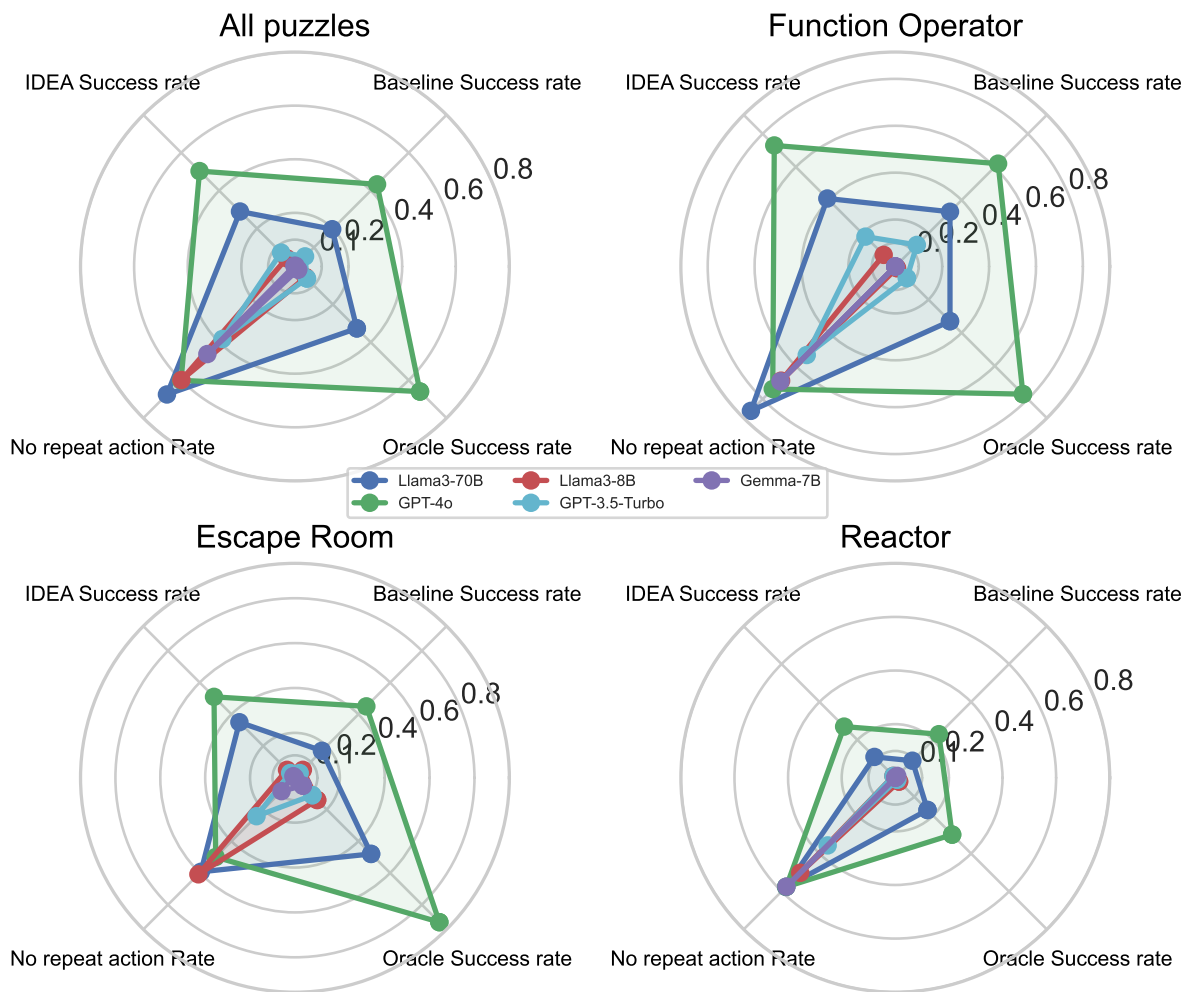 All puzzles
Function Operator
IDEA Success rate
Baseline Success rate
IDEA Success rate
Baseline Success rate
0.1
0.2
0.4
0.6
0.8
0.1
0.2
0.4
0.6
0.8
No repeat action Rate
Oracle Success rate
No repeat action Rate
Oracle Success rate
Llama3-70B
Llama3-8B
Gemma-7B
GPT-4o
GPT-3.5-Turbo
Escape Room
Reactor
IDEA Success rate
Baseline Success rate
IDEA Success rate
Baseline Success rate
0.1
0.2
0.4
0.6
0.8
0.1
0.2
0.4
0.6
0.8
No repeat action Rate
Oracle Success rate
No repeat action Rate
Oracle Success rate